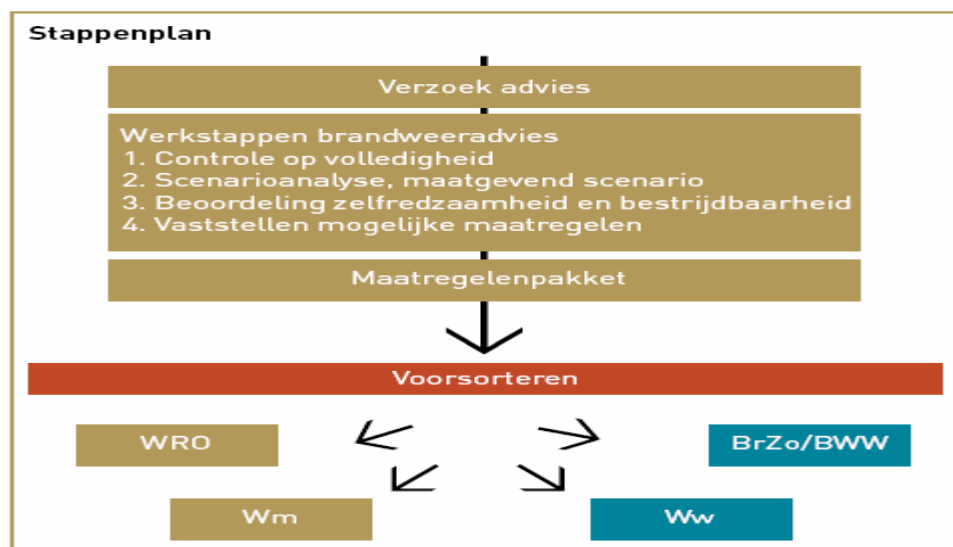 Stappenplan
Verzoek advies
Werkstappen brandweeradvies
1. Controle op volledigheid
2. Scenarioanalyse, maatgevend scenario
3. Beoordeling zelfredzaamheid en bestrijdbaarheid
4. Vaststellen mogelijke maatregelen
Maatregelenpakket
Voorsorteren
WRO
BrZo/BWW
Wm
Ww